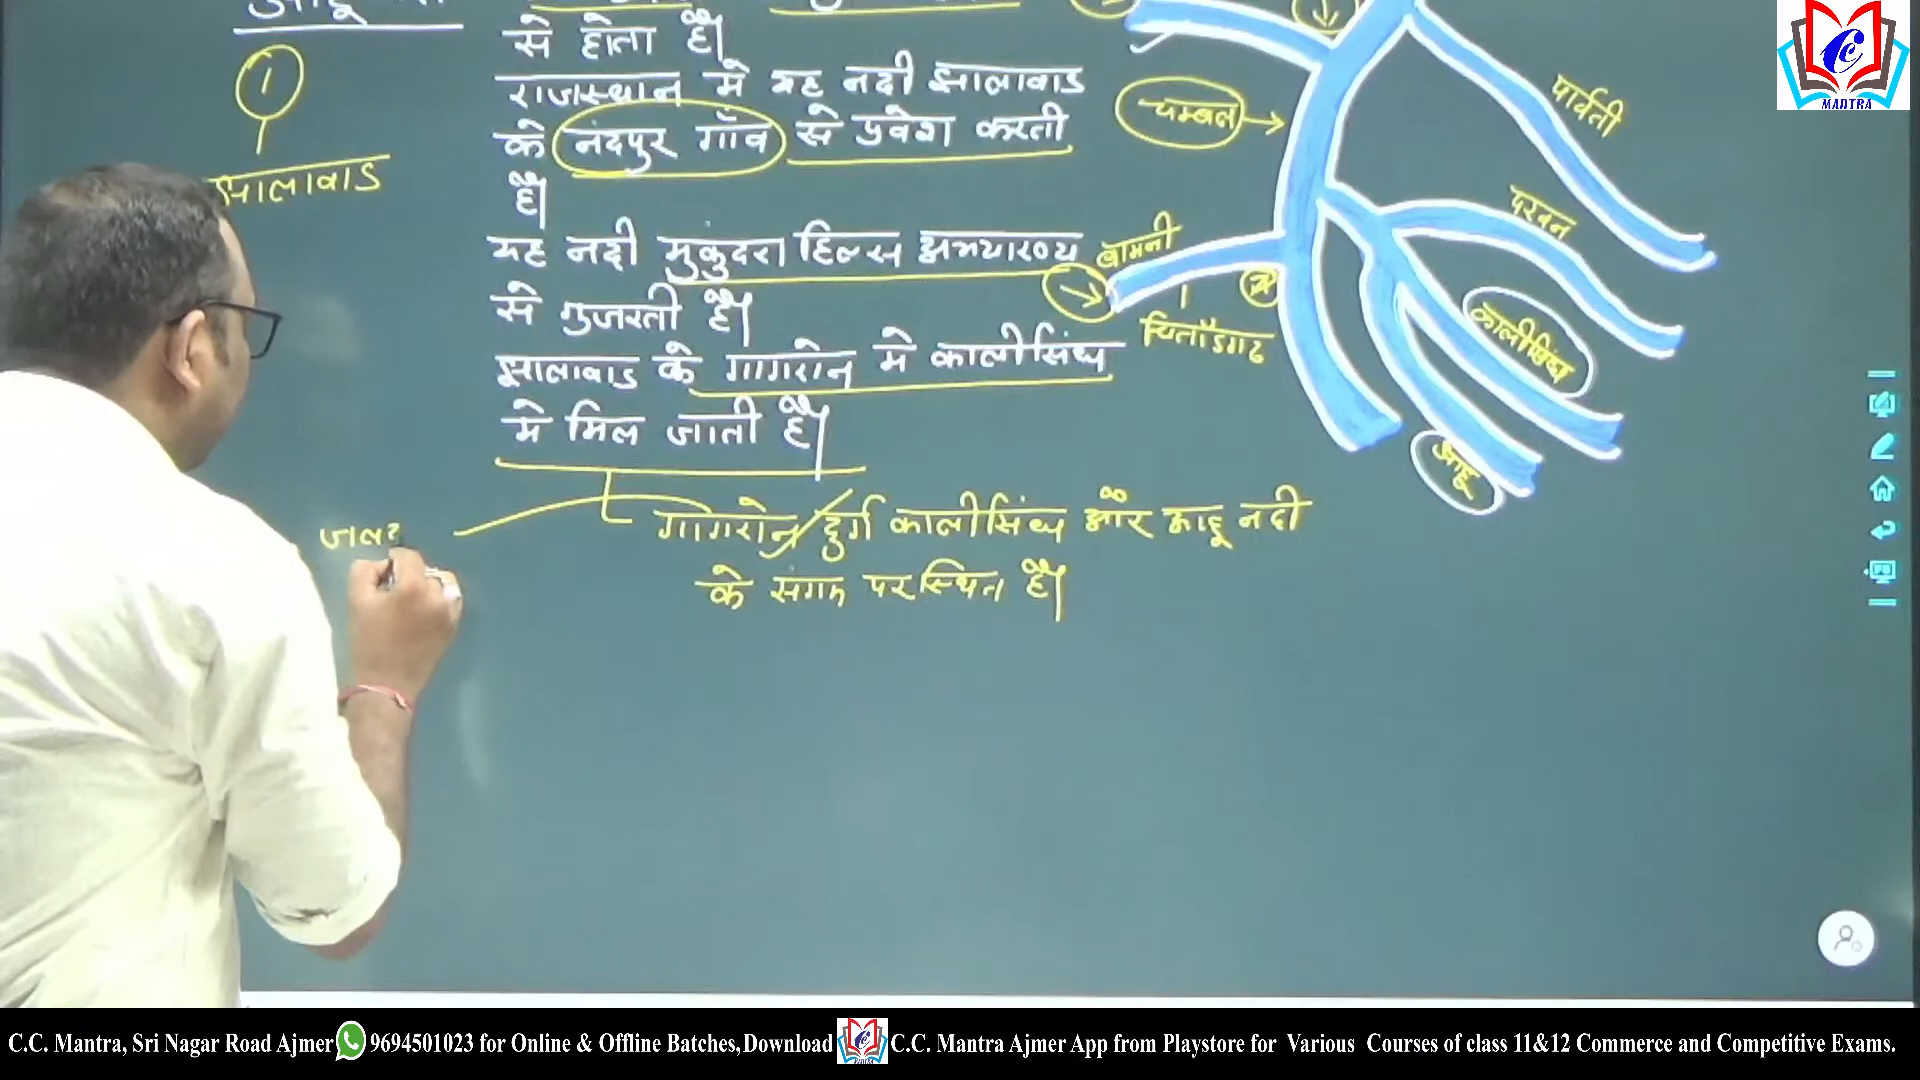 से होता है।
राजस्थान मे यह नदी झालावाड
के नंदपुर गाँव से प्रवेश करती
है।
यह नदी मुकुंदरा हिल्स अभयारण्य
से गुजरती है।
झालावाड के गागरोन मे कालीसिंध
मे मिल जाती है।
गागरोन दुर्ग कालीसिंध और आहू नदी
के संगम पर स्थित है।
1
झालावाड
जल
चम्बल
बामनी
चितौडगढ
पार्वती
परवन
कालीसिंध
आहू
C
MANTRA
C.C. Mantra, Sri Nagar Road Ajmer 9694501023 for Online & Offline Batches, Download C.C. Mantra Ajmer App from Playstore for Various Courses of class 11&12 Commerce and Competitive Exams.